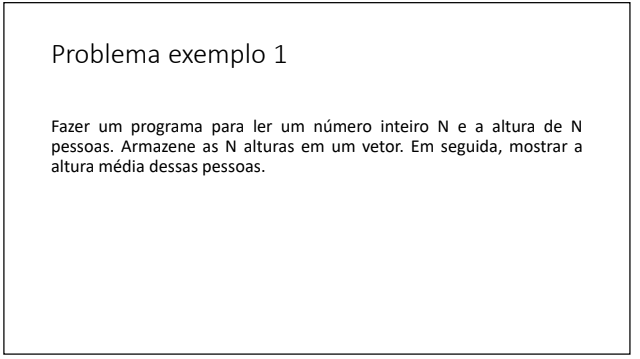 Problema exemplo 1
Fazer um programa para ler um número inteiro N e a altura de N
pessoas. Armazene as N alturas em um vetor. Em seguida, mostrar a
altura média dessas pessoas.